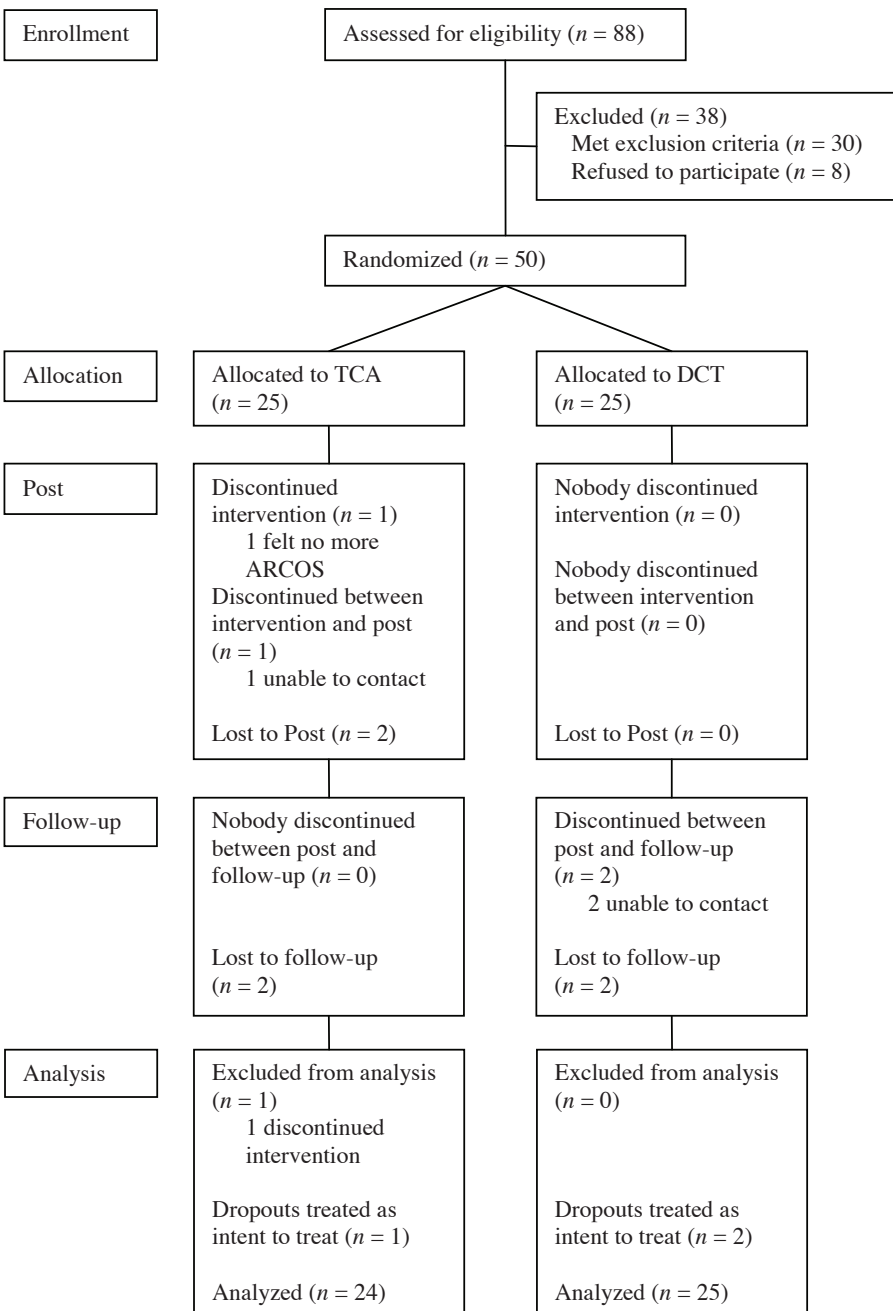 Enrollment
Assessed for eligibility (n = 88)
Excluded (n = 38)
Met exclusion criteria (n = 30)
Refused to participate (n = 8)
Randomized (n = 50)
Allocation
Allocated to TCA
(n = 25)
Allocated to DCT
(n = 25)
Post
Discontinued
intervention (n = 1)
1 felt no more
ARCOS
Discontinued between
intervention and post
(n = 1)
1 unable to contact
Lost to Post (n = 2)
Nobody discontinued
intervention (n = 0)
Nobody discontinued
between intervention
and post (n = 0)
Lost to Post (n = 0)
Follow-up
Nobody discontinued
between post and
follow-up (n = 0)
Lost to follow-up
(n = 2)
Discontinued between
post and follow-up
(n = 2)
2 unable to contact
Lost to follow-up
(n = 2)
Analysis
Excluded from analysis
(n = 1)
1 discontinued
intervention
Dropouts treated as
intent to treat (n = 1)
Analyzed (n = 24)
Excluded from analysis
(n = 0)
Dropouts treated as
intent to treat (n = 2)
Analyzed (n = 25)